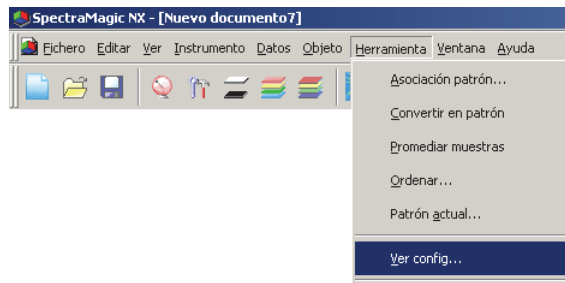 SpectraMagic NX - [Nuevo documento7]
Fichero Editar Ver Instrumento Datos Objeto Herramienta Ventana Ayuda
Asociación patrón...
Convertir en patrón
Promediar muestras
Ordenar...
Patrón actual...
Ver config...